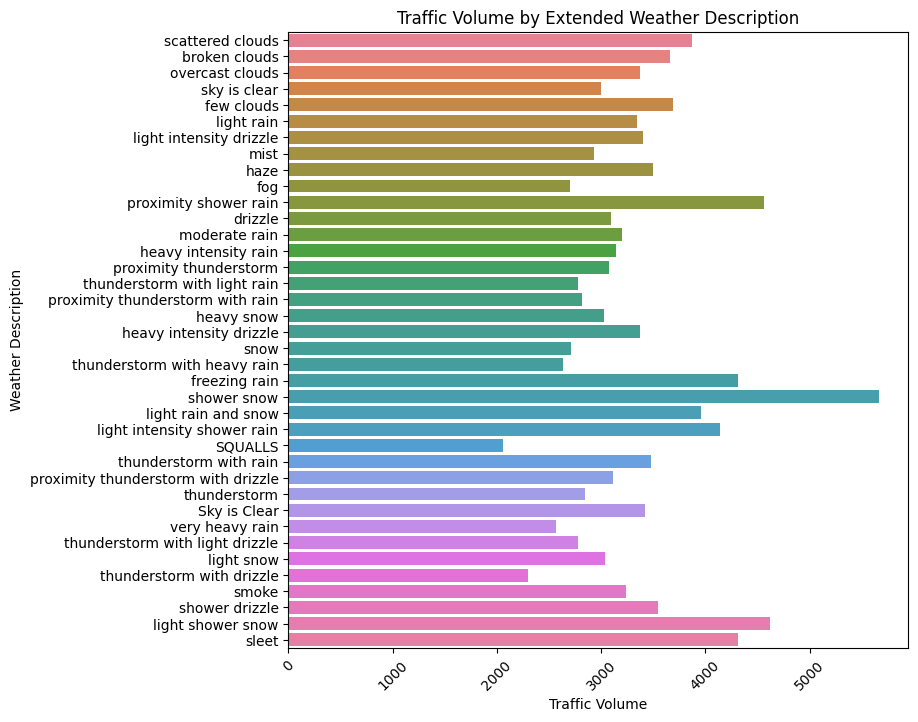 Traffic Volume by Extended Weather Description
Weather Description
scattered clouds
broken clouds
overcast clouds
sky is clear
few clouds
light rain
light intensity drizzle
mist
haze
fog
proximity shower rain
drizzle
moderate rain
heavy intensity rain
proximity thunderstorm
thunderstorm with light rain
proximity thunderstorm with rain
heavy snow
heavy intensity drizzle
snow
thunderstorm with heavy rain
freezing rain
shower snow
light rain and snow
light intensity shower rain
SQUALLS
thunderstorm with rain
proximity thunderstorm with drizzle
thunderstorm
Sky is Clear
very heavy rain
thunderstorm with light drizzle
light snow
thunderstorm with drizzle
smoke
shower drizzle
light shower snow
sleet
0 1000 2000 3000 4000 5000
Traffic Volume